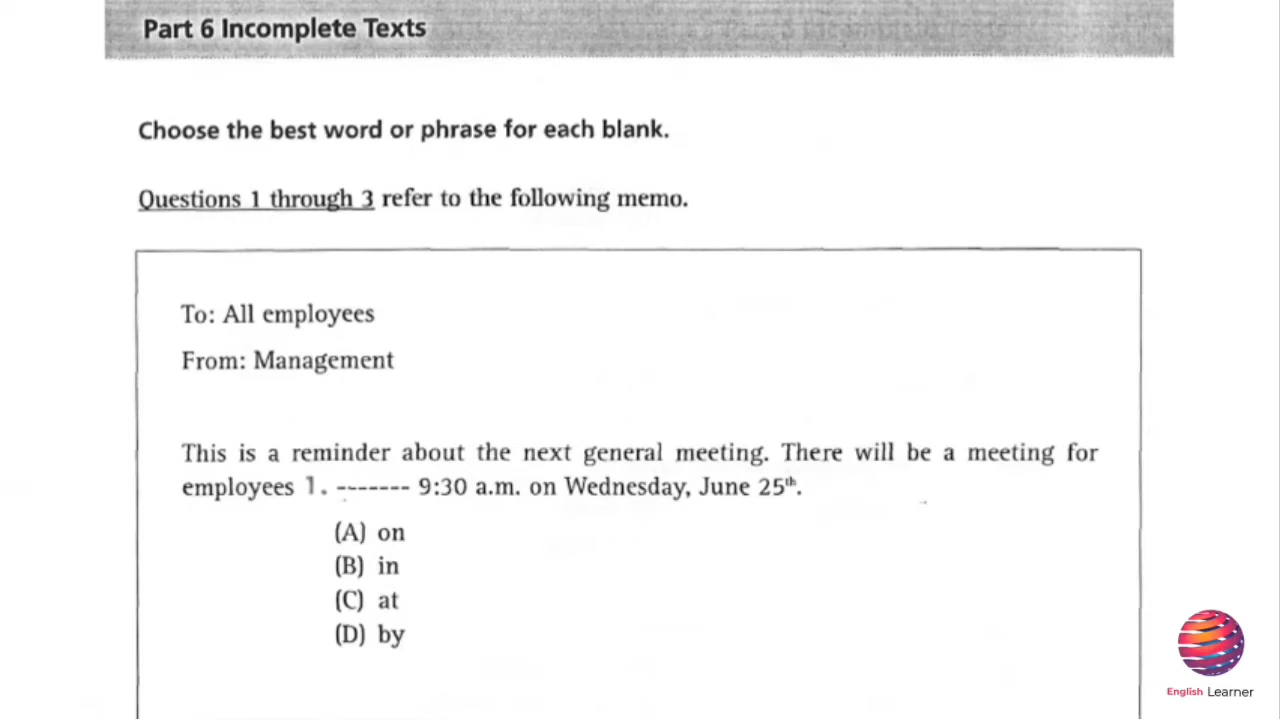 Part 6 Incomplete Texts
Choose the best word or phrase for each blank.
Questions 1 through 3 refer to the following memo.
To: All employees
From: Management
This is a reminder about the next general meeting. There will be a meeting for
employees 1. ------- 9:30 a.m. on Wednesday, June 25th.
(A) on
(B) in
(C) at
(D) by
English Learner